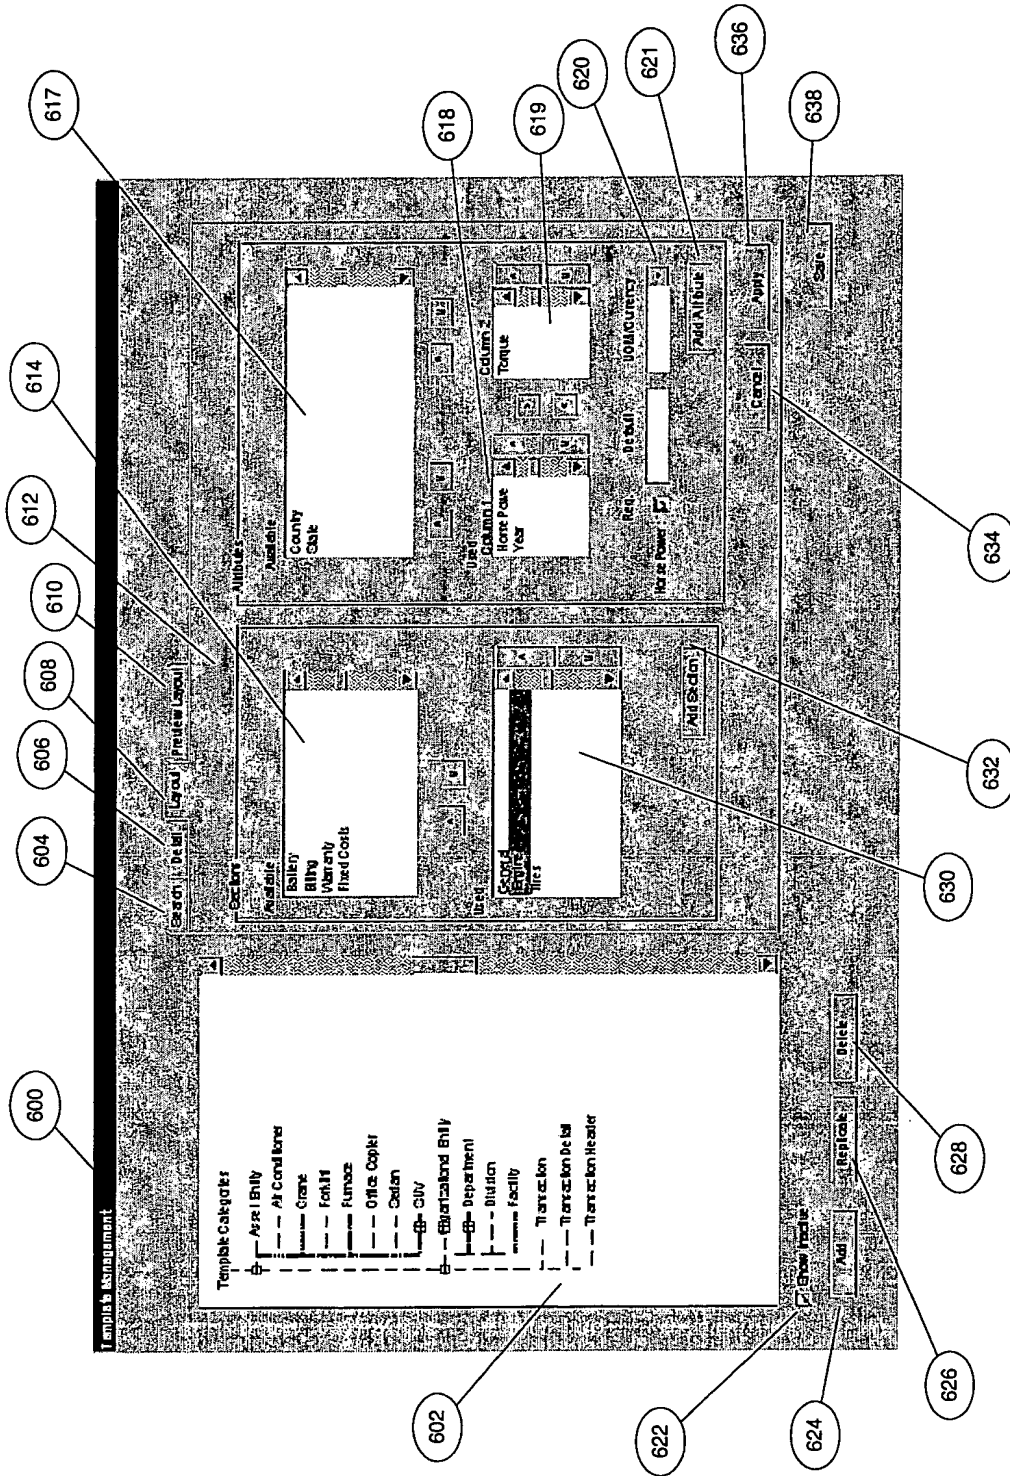 600
Template Management
602
Template Categories
Asset Entity
Air Conditioner
Crane
Forklift
Furnace
Office Copier
Sedan
SUV
Organizational Entity
Department
Division
Facility
Transaction
Transaction Detail
Transaction Header
622
Show Inactive
624
Add
626
Replicate
628
Delete
604
606
608
610
612
614
Search
Detail
Layout
Preview Layout
Sections
Available
Battery
Billing
Warranty
Fixed Costs
Used
General
Engine
Tires
630
Add Section
632
617
Attributes
Available
Country
State
618
619
Used
Column 1
Horse Powe
Year
Column 2
Torque
620
Req.
Default
UOM/Currency
Horse Power
621
Add Attribute
634
Cancel
636
Apply
638
Save